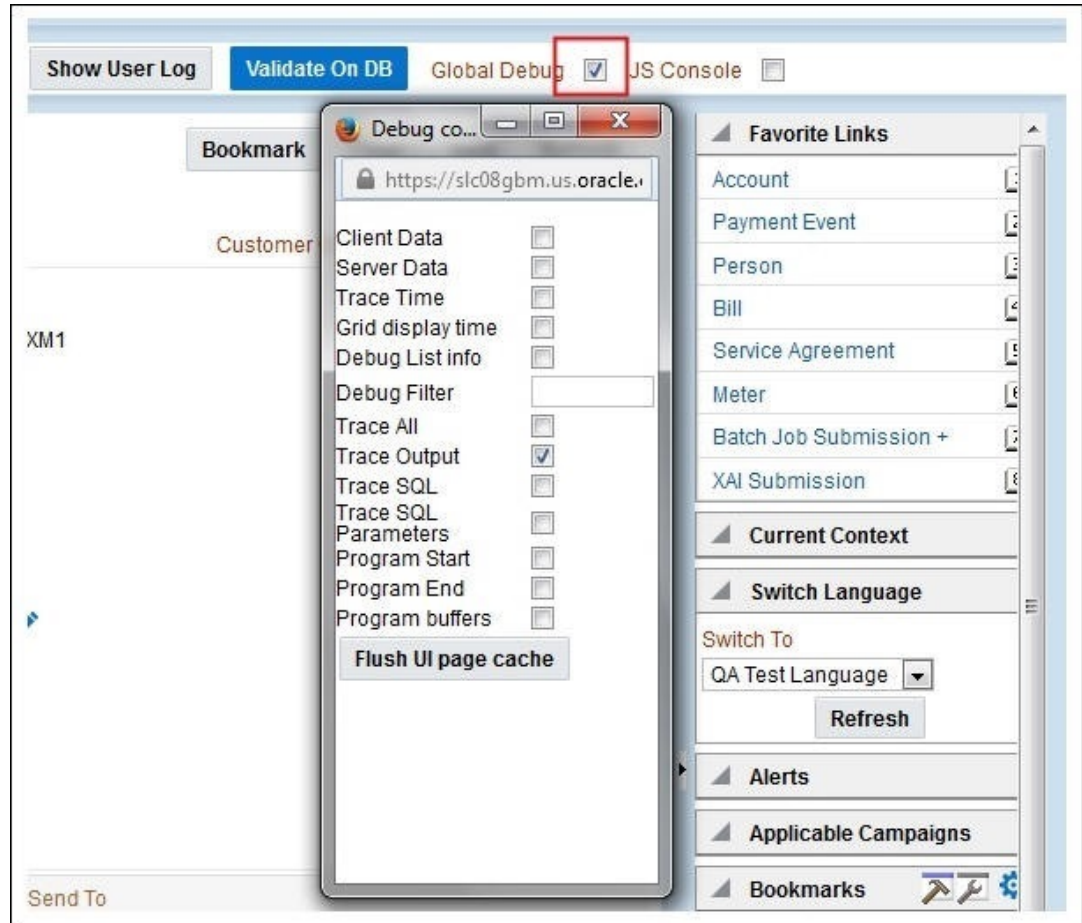 Show User Log
Validate On DB
Global Debug
JS Console
Bookmark
Customer
XM1
Send To
Debug co...
https://slc08gbm.us.oracle.
Client Data
Server Data
Trace Time
Grid display time
Debug List info
Debug Filter
Trace All
Trace Output
Trace SQL
Trace SQL
Parameters
Program Start
Program End
Program buffers
Flush UI page cache
Favorite Links
Account
Payment Event
Person
Bill
Service Agreement
Meter
Batch Job Submission +
XAI Submission
Current Context
Switch Language
Switch To
QA Test Language
Refresh
Alerts
Applicable Campaigns
Bookmarks